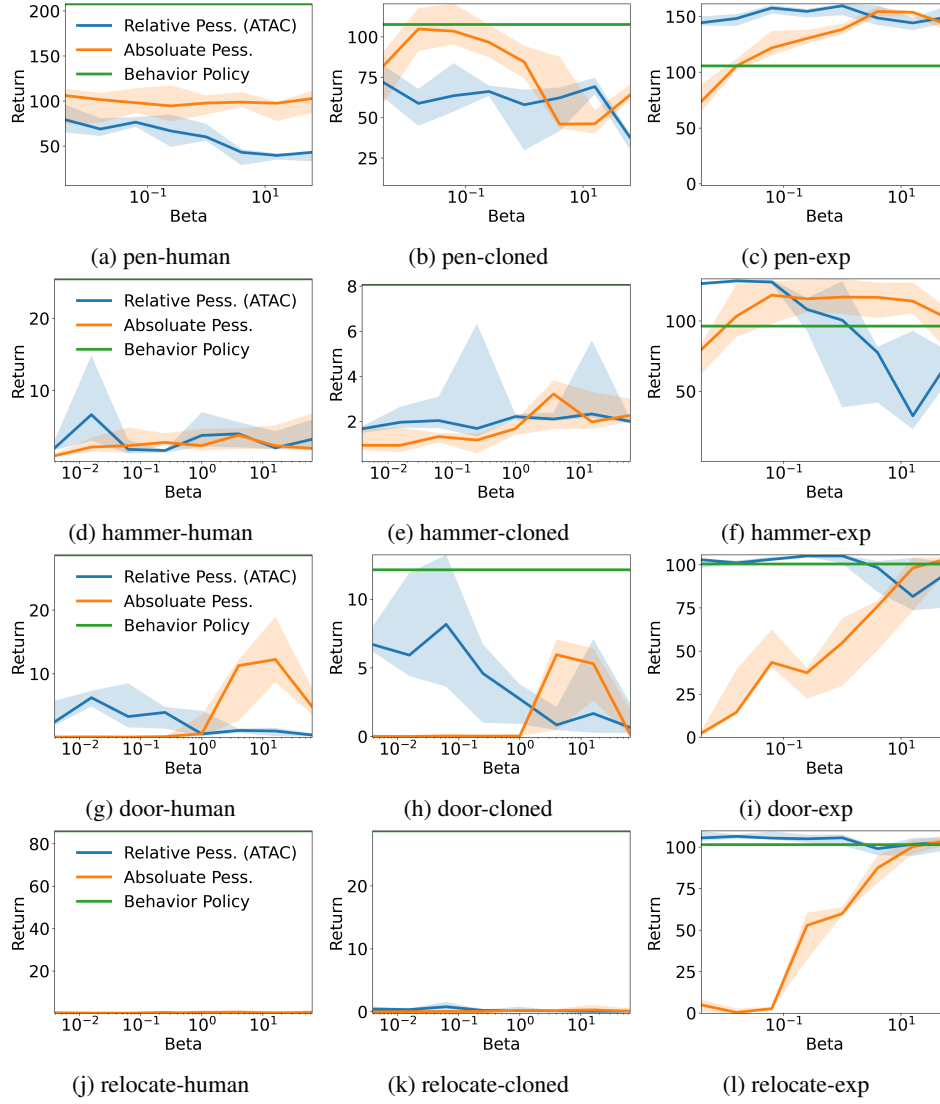 200
150
100
50
Return
10^-1
10^1
Beta
Relative Pess. (ATAC)
Absoluate Pess.
Behavior Policy
(a) pen-human
100
75
50
25
Return
10^-1
10^1
Beta
(b) pen-cloned
150
100
50
0
Return
10^-1
10^1
Beta
(c) pen-exp
20
10
Return
10^-2
10^-1
10^0
10^1
Beta
Relative Pess. (ATAC)
Absoluate Pess.
Behavior Policy
(d) hammer-human
8
6
4
2
Return
10^-2
10^-1
10^0
10^1
Beta
(e) hammer-cloned
100
50
Return
10^-1
10^1
Beta
(f) hammer-exp
20
10
Return
10^-2
10^-1
10^0
10^1
Beta
Relative Pess. (ATAC)
Absoluate Pess.
Behavior Policy
(g) door-human
10
5
0
Return
10^-2
10^-1
10^0
10^1
Beta
(h) door-cloned
100
75
50
25
0
Return
10^-1
10^1
Beta
(i) door-exp
80
60
40
20
Return
10^-2
10^-1
10^0
10^1
Beta
Relative Pess. (ATAC)
Absoluate Pess.
Behavior Policy
(j) relocate-human
20
10
0
Return
10^-2
10^-1
10^0
10^1
Beta
(k) relocate-cloned
100
75
50
25
0
Return
10^-1
10^1
Beta
(l) relocate-exp